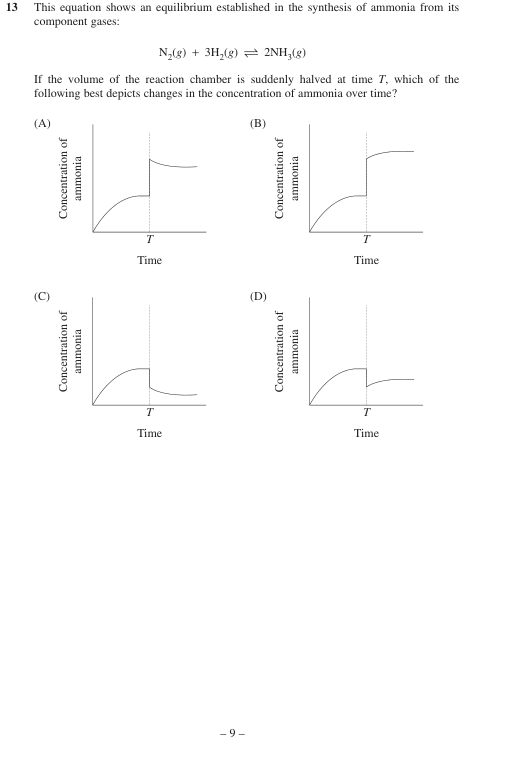 13 This equation shows an equilibrium established in the synthesis of ammonia from its
component gases:
N₂(g) + 3H₂(g) ⇌ 2NH₃(g)
If the volume of the reaction chamber is suddenly halved at time T, which of the
following best depicts changes in the concentration of ammonia over time?
(A)
Concentration of
ammonia
T
Time
(B)
Concentration of
ammonia
T
Time
(C)
Concentration of
ammonia
T
Time
(D)
Concentration of
ammonia
T
Time
– 9 –